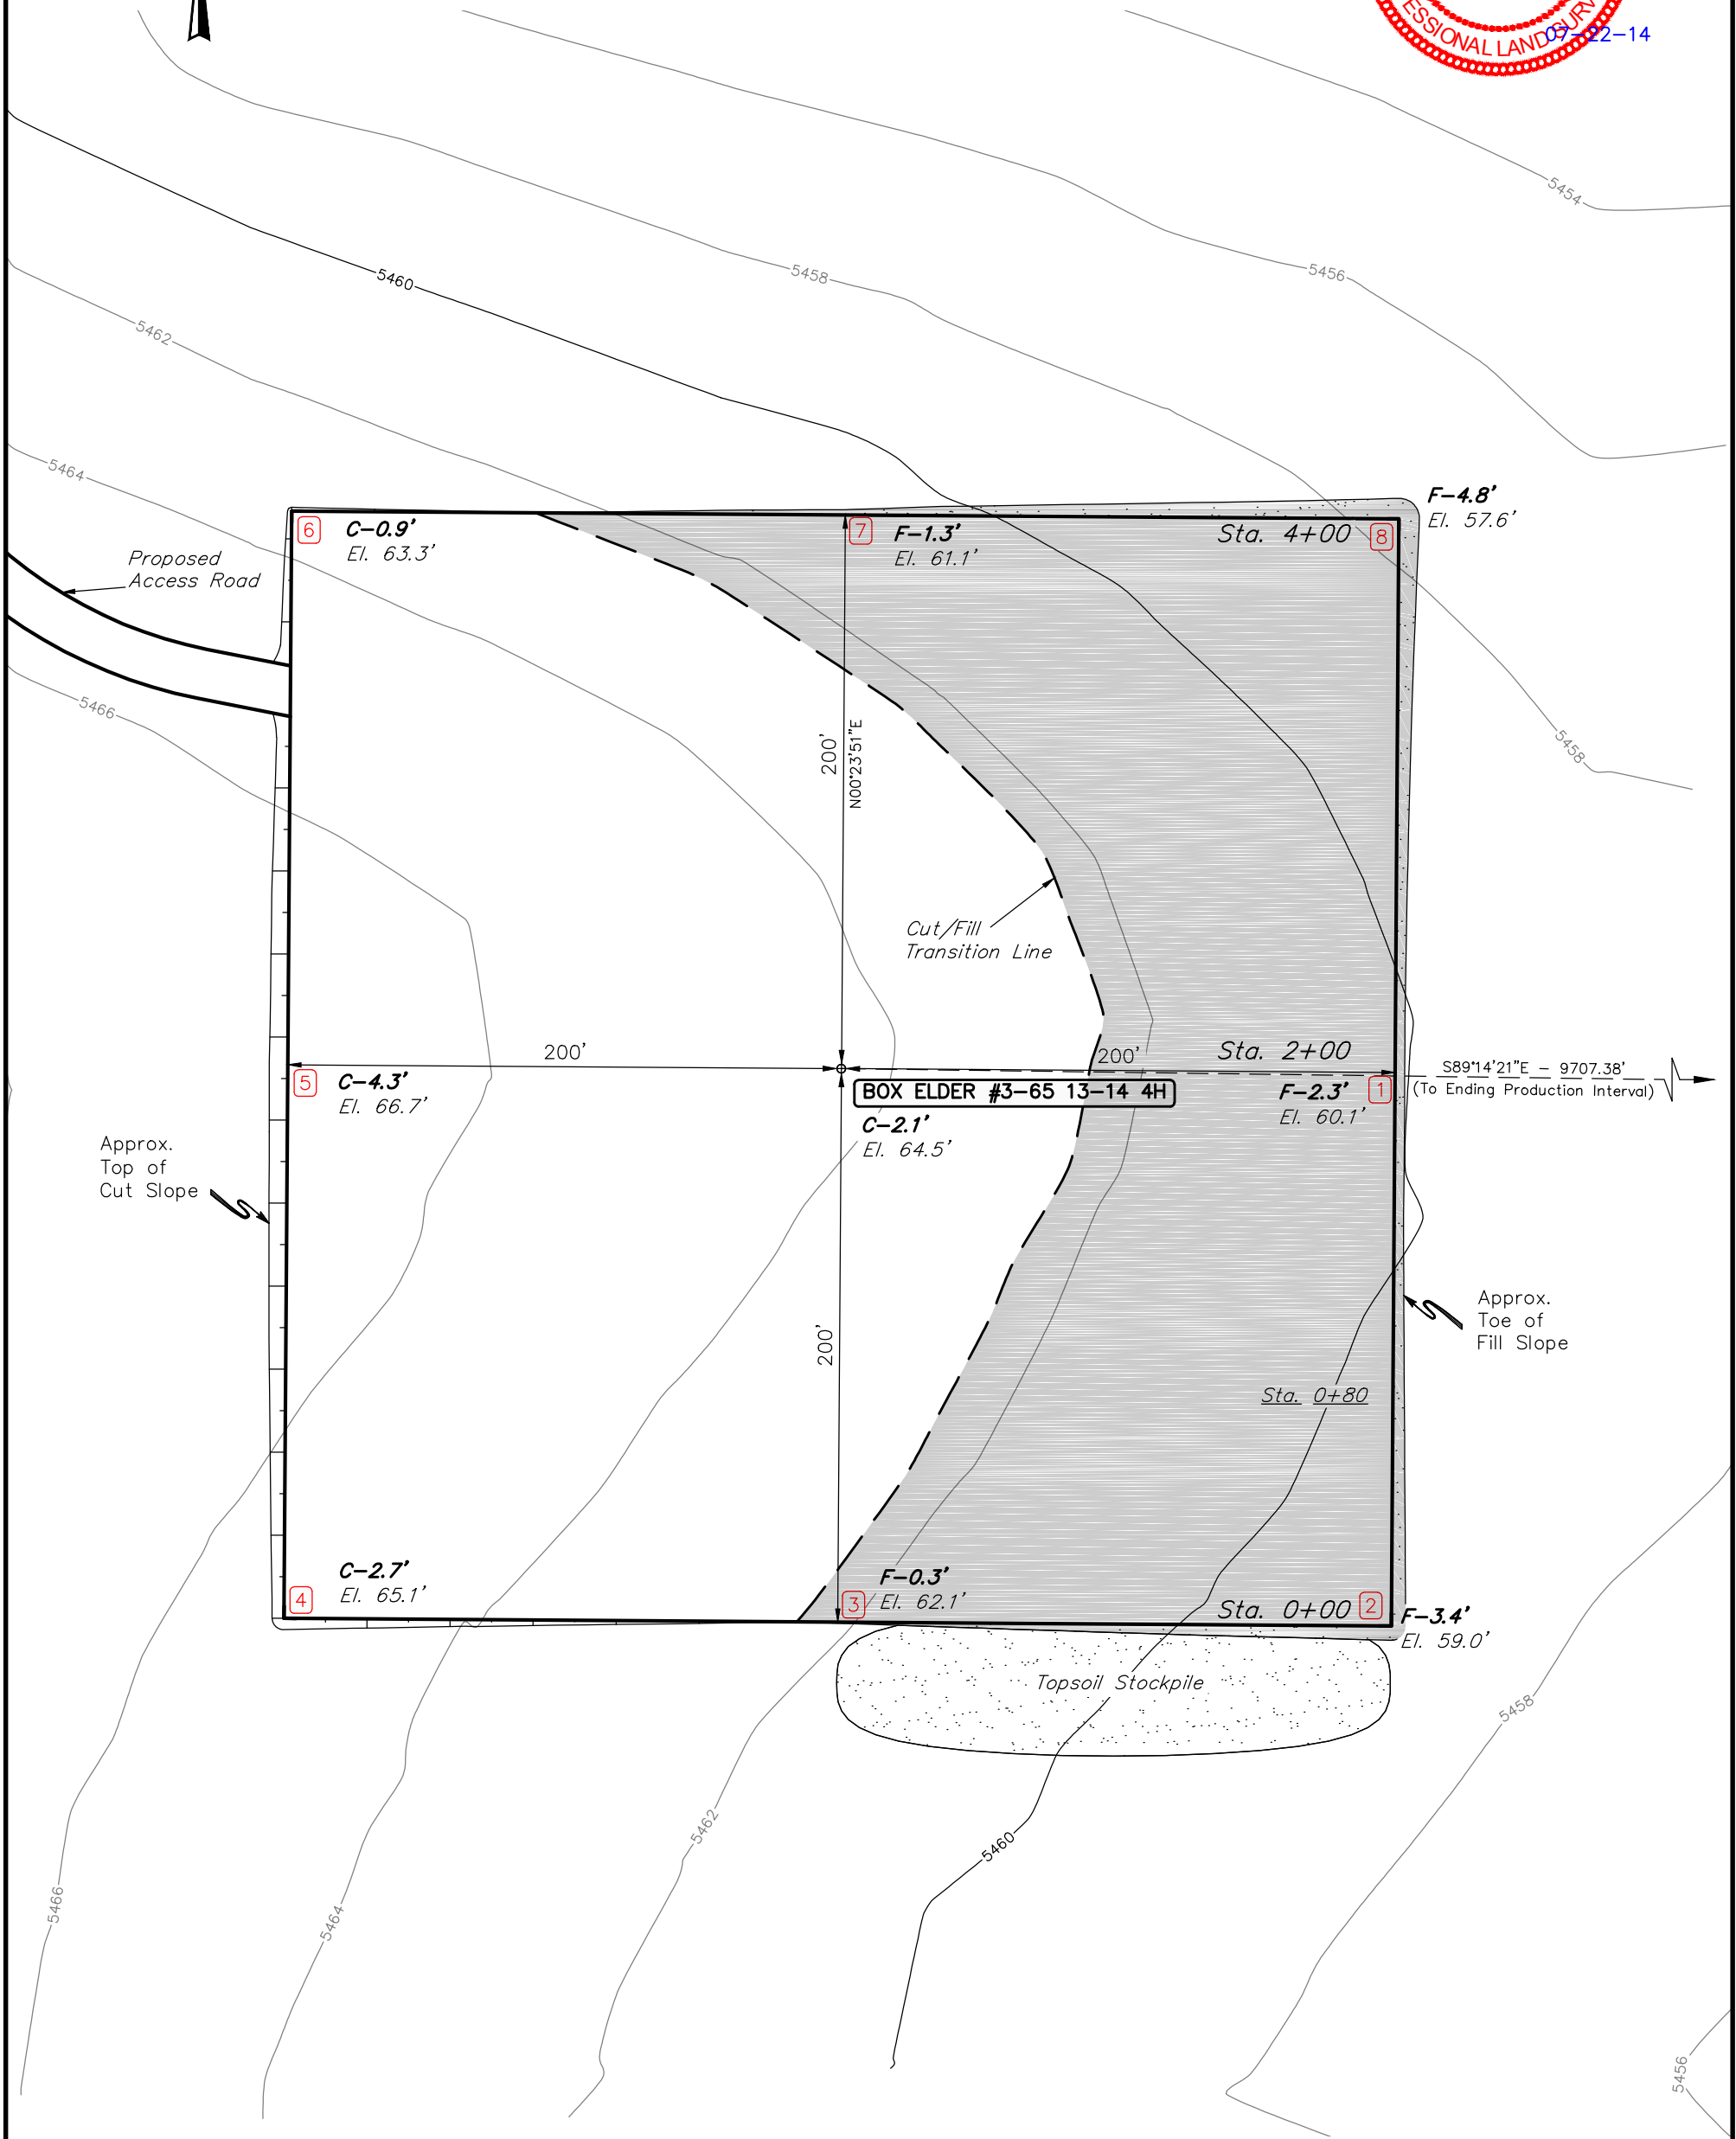 ESSIONAL LAND SURV
07-22-14
5454
5456
5458
5460
5462
5464
5466
F-4.8'
El. 57.6'
6
C-0.9'
El. 63.3'
7
F-1.3'
El. 61.1'
Sta. 4+00
8
Proposed
Access Road
5458
200'
N00°23'51"E
Cut/Fill
Transition Line
200'
200'
Sta. 2+00
S89°14'21"E - 9707.38'
(To Ending Production Interval)
5
C-4.3'
El. 66.7'
BOX ELDER #3-65 13-14 4H
C-2.1'
El. 64.5'
F-2.3'
El. 60.1'
1
Approx.
Top of
Cut Slope
200'
Approx.
Toe of
Fill Slope
Sta. 0+80
4
C-2.7'
El. 65.1'
3
F-0.3'
El. 62.1'
Sta. 0+00
2
F-3.4'
El. 59.0'
Topsoil Stockpile
5458
5462
5460
5466
5464
5456